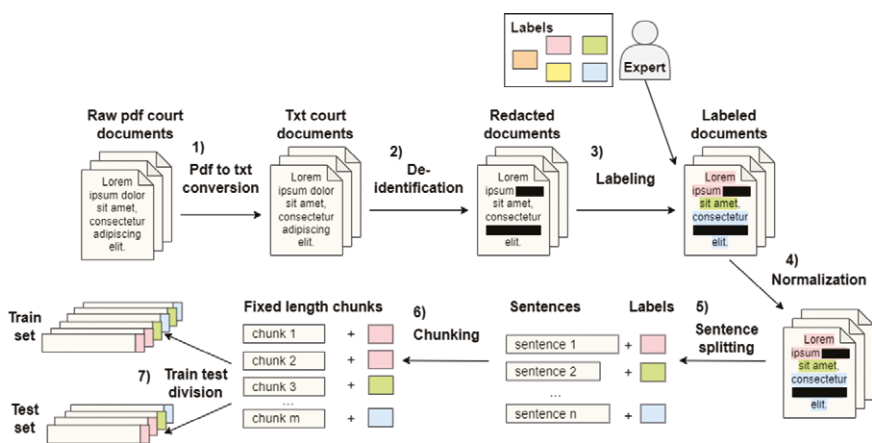 Labels
Expert
Raw pdf court
documents
Txt court
documents
Redacted documents
Labeled
documents
1)
Pdf to txt
conversion
2)
De-
identification
3)
Labeling
Lorem
ipsum dolor
sit amet,
consectetur
adipiscing
elit.
Lorem
ipsum dolor
sit amet,
consectetur
adipiscing
elit.
Lorem
ipsum
sit amet,
consectetur
elit.
Lorem
ipsum
sit amet,
consectetur
elit.
4)
Normalization
Lorem
ipsum
sit amet,
consectetur
elit.
5)
Sentence
splitting
Sentences
Labels
sentence 1 +
sentence 2 +
...
sentence n +
6)
Chunking
Fixed length chunks
chunk 1 +
chunk 2 +
chunk 3 +
...
chunk m +
7)
Train test
division
Train
set
Test
set